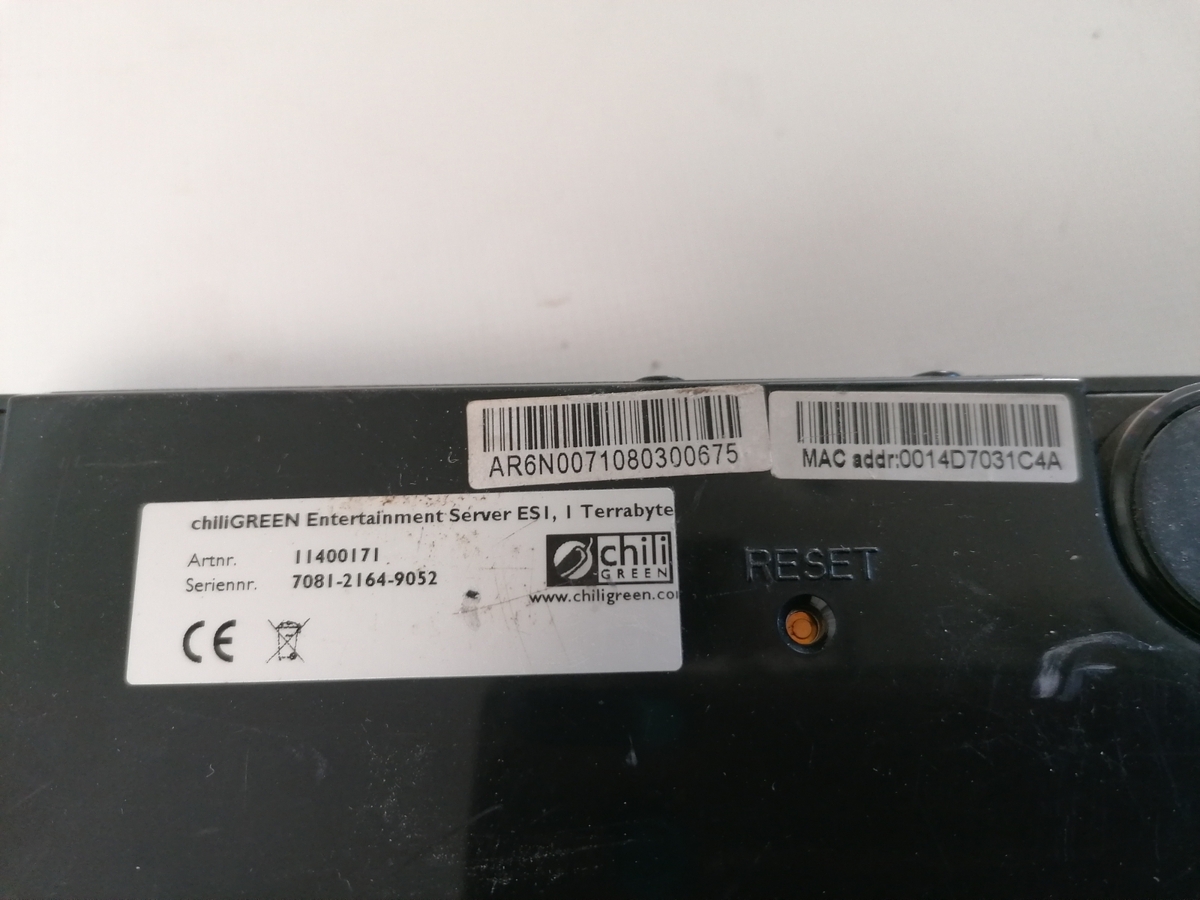 AR6N0071080300675
MAC addr:0014D7031C4A
chiliGREEN Entertainment Server ES1, 1 Terrabyte
Artnr. 11400171
Seriennr. 7081-2164-9052
chili
GREEN
www.chiligreen.co
CE
RESET